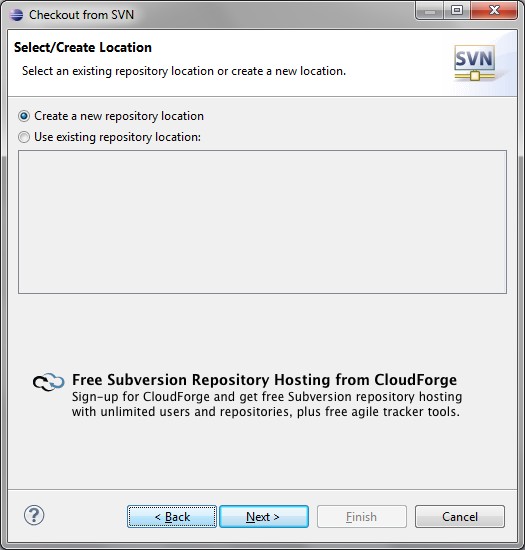 Checkout from SVN
Select/Create Location
Select an existing repository location or create a new location.
SVN
Create a new repository location
Use existing repository location:
Free Subversion Repository Hosting from CloudForge
Sign-up for CloudForge and get free Subversion repository hosting
with unlimited users and repositories, plus free agile tracker tools.
?
< Back
Next >
Finish
Cancel